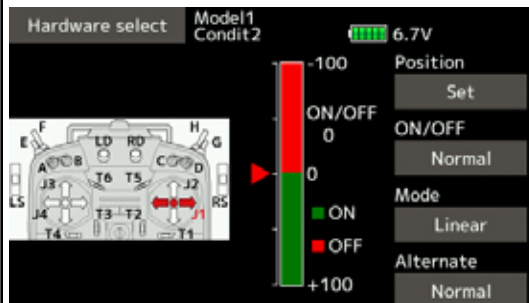 Hardware select
Model1
Condit2
6.7V
Position
Set
ON/OFF
Normal
Mode
Linear
Alternate
Normal
-100
ON/OFF
0
0
ON
OFF
+100
F
H
E
LD
RD
G
A
B
C
D
J3
T6
T5
J2
LS
RS
J4
T3
T2
J1
T4
T1